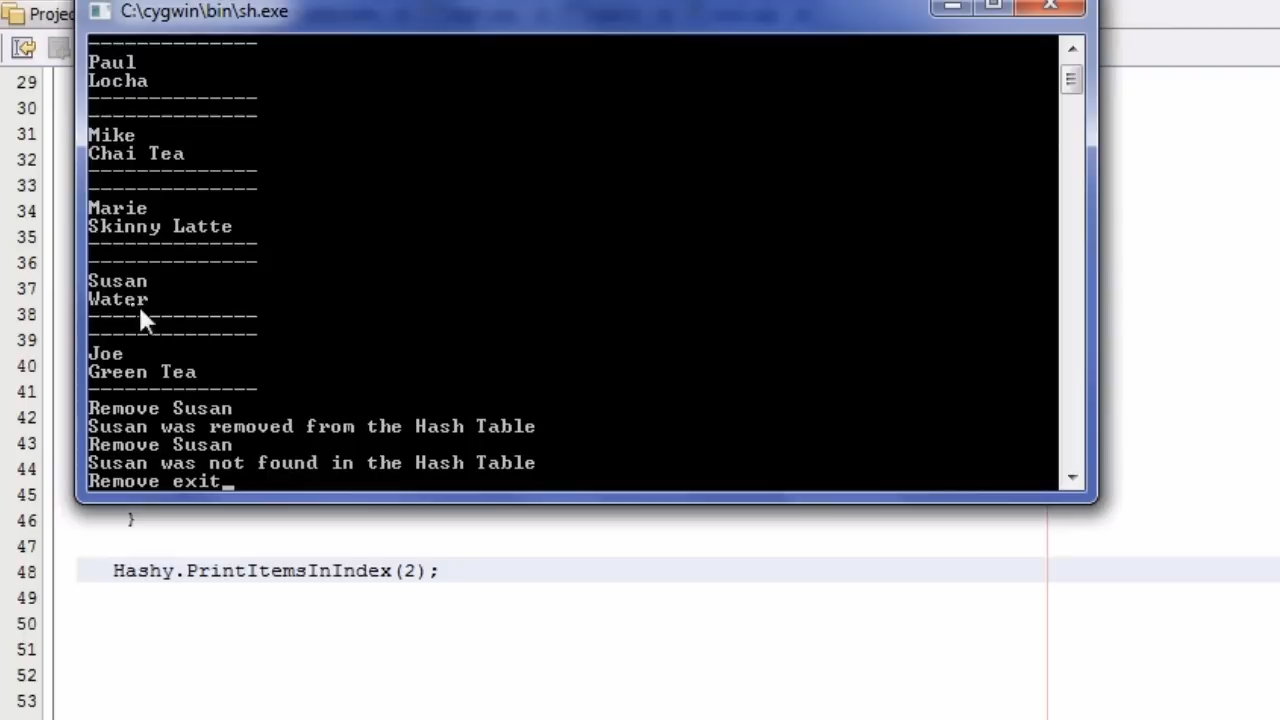 Projec
C:\cygwin\bin\sh.exe
--------------
Paul
Locha
--------------
--------------
Mike
Chai Tea
--------------
--------------
Marie
Skinny Latte
--------------
--------------
Susan
Water
--------------
--------------
Joe
Green Tea
--------------
Remove Susan
Susan was removed from the Hash Table
Remove Susan
Susan was not found in the Hash Table
Remove exit_
29
30
31
32
33
34
35
36
37
38
39
40
41
42
43
44
45
46 }
47
48 Hashy.PrintItemsInIndex(2);
49
50
51
52
53